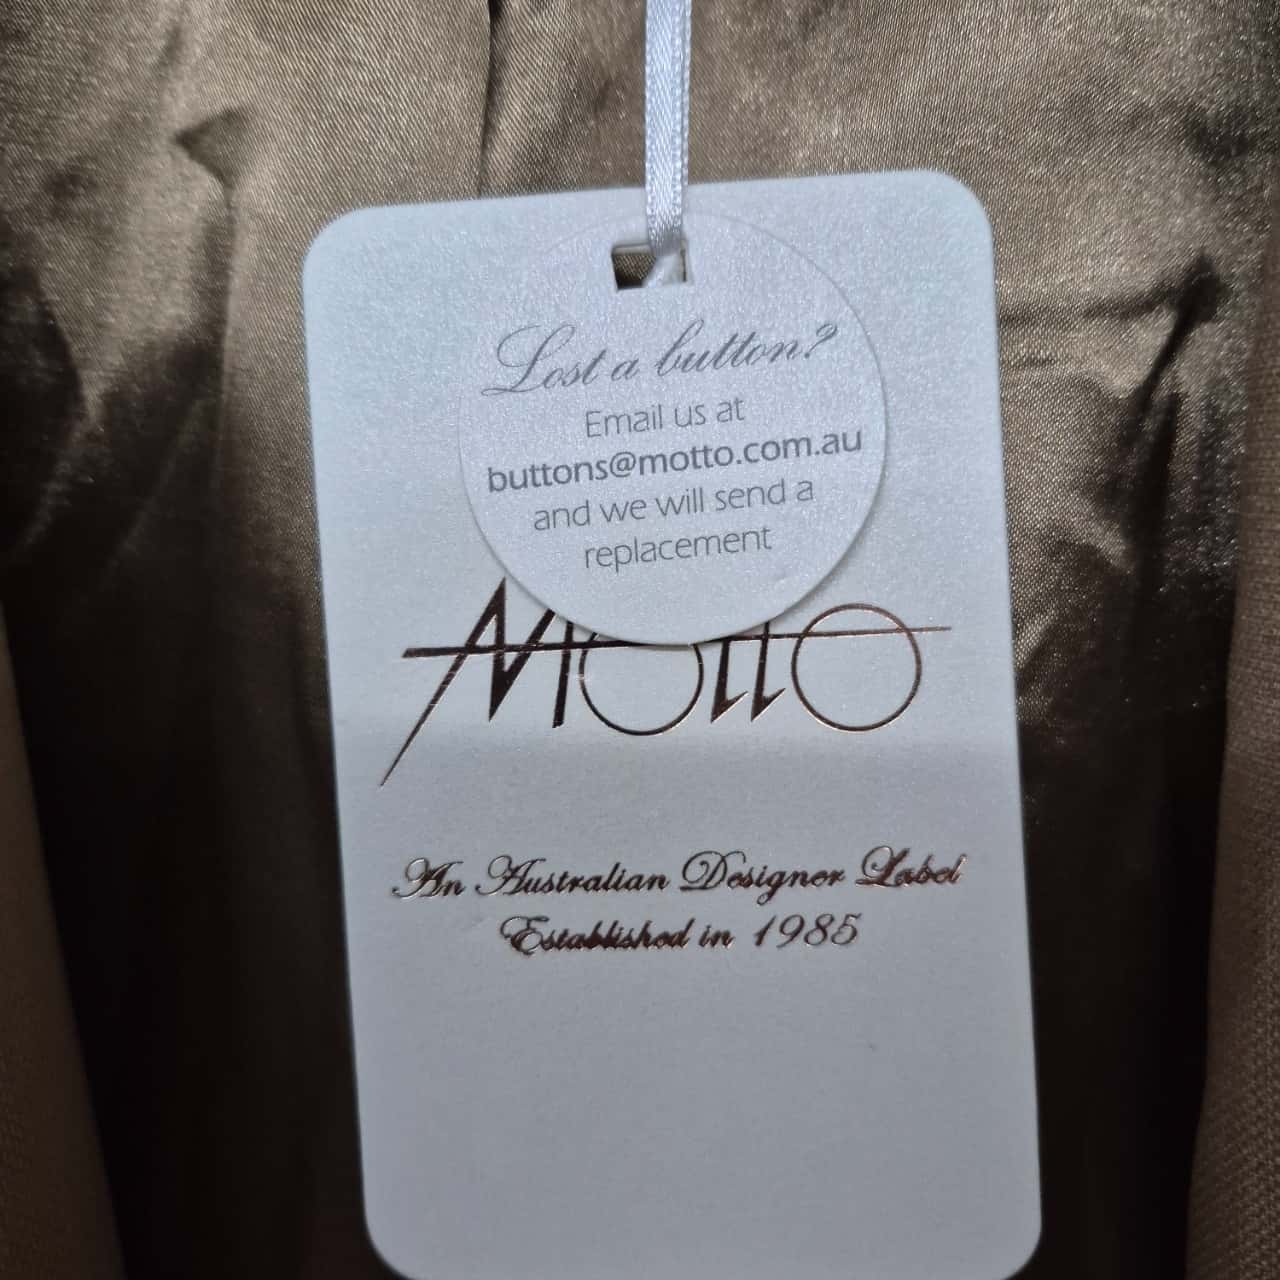 Lost a button?
Email us at
buttons@motto.com.au
and we will send a
replacement
MOTTO
An Australian Designer Label
Established in 1985